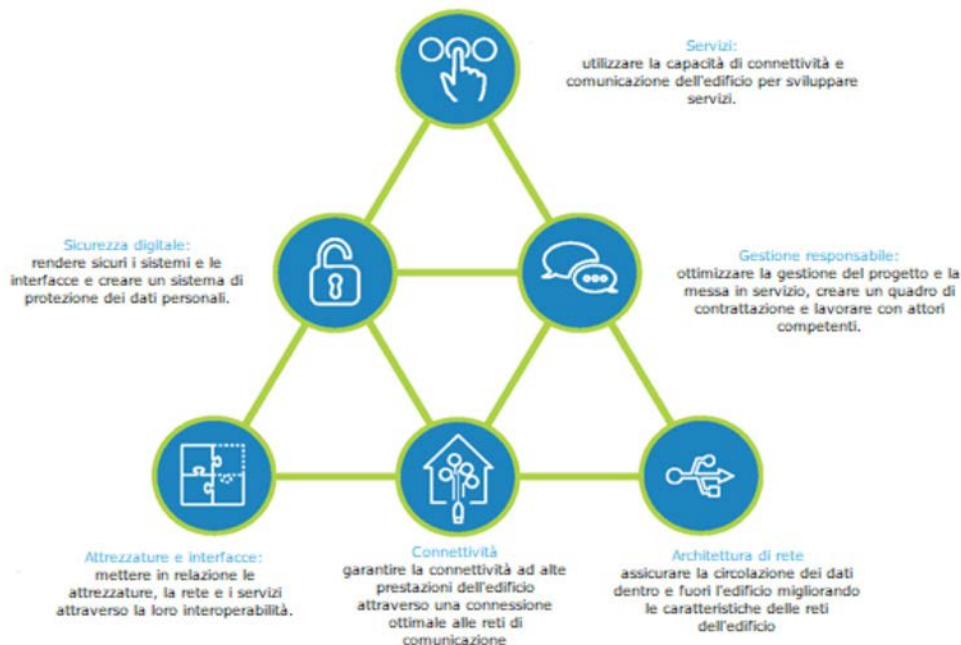 Servizi:
utilizzare la capacità di connettività e
comunicazione dell'edificio per sviluppare
servizi.
Sicurezza digitale:
rendere sicuri i sistemi e le
interfacce e creare un sistema di
protezione dei dati personali.
Gestione responsabile:
ottimizzare la gestione del progetto e la
messa in servizio, creare un quadro di
contrattazione e lavorare con attori
competenti.
Attrezzature e interfacce:
mettere in relazione le
attrezzature, la rete e i servizi
attraverso la loro interoperabilità.
Connettività
garantire la connettività ad alte
prestazioni dell'edificio
attraverso una connessione
ottimale alle reti di
comunicazione
Architettura di rete
assicurare la circolazione dei dati
dentro e fuori l'edificio migliorando
le caratteristiche delle reti
dell'edificio